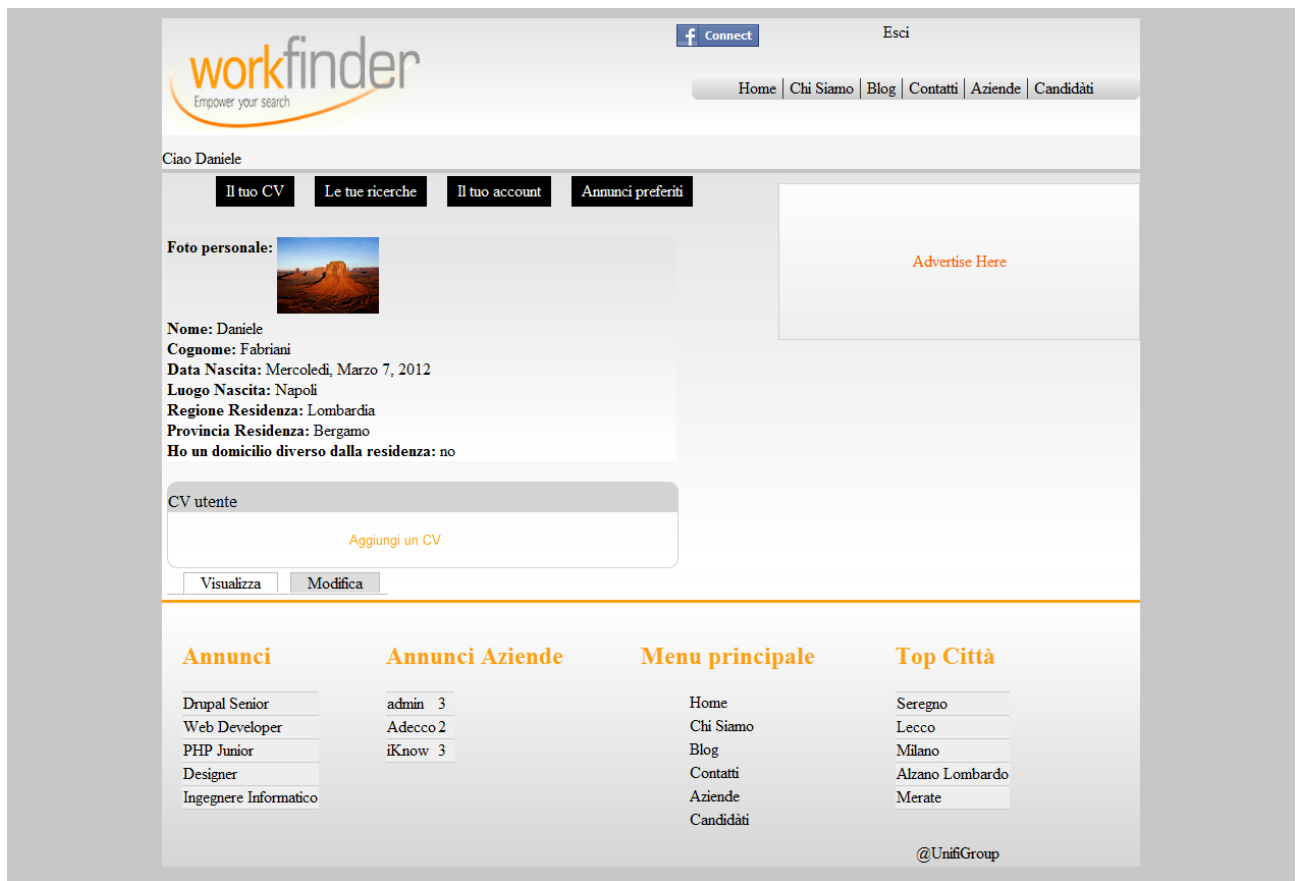 f Connect
Esci
workfinder
Empower your search
Home | Chi Siamo | Blog | Contatti | Aziende | Candidàti
Ciao Daniele
Il tuo CV
Le tue ricerche
Il tuo account
Annunci preferiti
Foto personale:
Advertise Here
Nome: Daniele
Cognome: Fabriani
Data Nascita: Mercoledì, Marzo 7, 2012
Luogo Nascita: Napoli
Regione Residenza: Lombardia
Provincia Residenza: Bergamo
Ho un domicilio diverso dalla residenza: no
CV utente
Aggiungi un CV
Visualizza
Modifica
Annunci
Drupal Senior
Web Developer
PHP Junior
Designer
Ingegnere Informatico
Annunci Aziende
admin 3
Adecco 2
iKnow 3
Menu principale
Home
Chi Siamo
Blog
Contatti
Aziende
Candidàti
Top Città
Seregno
Lecco
Milano
Alzano Lombardo
Merate
@UnifiGroup